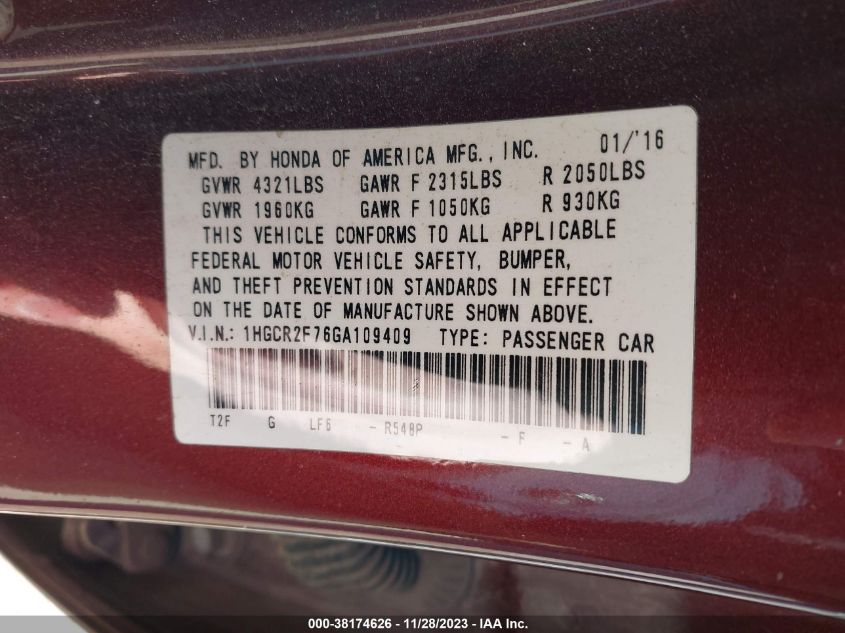 MFD. BY HONDA OF AMERICA MFG., INC. 01/'16
GVWR 4321LBS GAWR F 2315LBS R 2050LBS
GVWR 1960KG GAWR F 1050KG R 930KG
THIS VEHICLE CONFORMS TO ALL APPLICABLE
FEDERAL MOTOR VEHICLE SAFETY, BUMPER,
AND THEFT PREVENTION STANDARDS IN EFFECT
ON THE DATE OF MANUFACTURE SHOWN ABOVE.
V.I.N.: 1HGCR2F76GA109409 TYPE: PASSENGER CAR
T2F G LF6 - R548P - F - A
000-38174626 - 11/28/2023 - IAAI.com